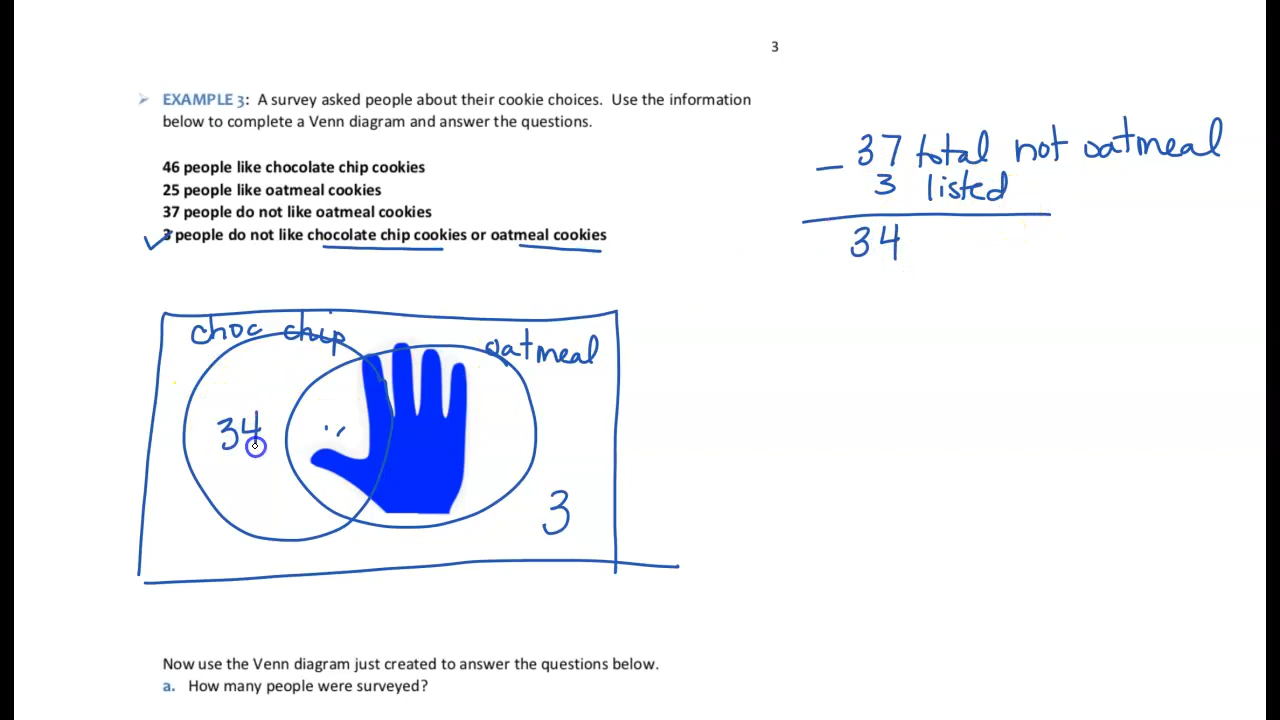 3
➢ EXAMPLE 3: A survey asked people about their cookie choices. Use the information
below to complete a Venn diagram and answer the questions.
46 people like chocolate chip cookies
25 people like oatmeal cookies
37 people do not like oatmeal cookies
3 people do not like chocolate chip cookies or oatmeal cookies
— 37 total not oatmeal
3 listed
34
choc chip
oatmeal
34
3
Now use the Venn diagram just created to answer the questions below.
a. How many people were surveyed?